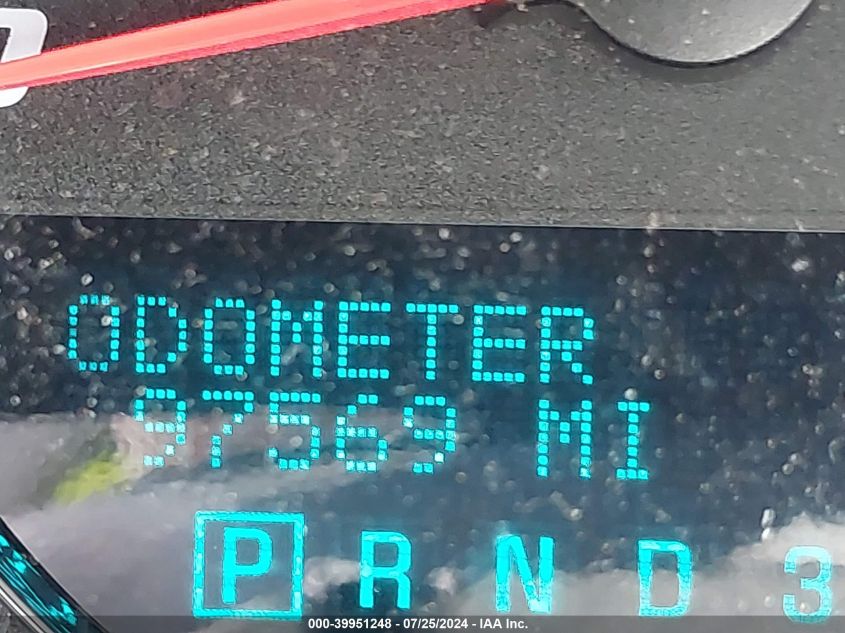 ODOMETER
97569 MI
P R N D 3
000-39951248 - 07/25/2024 - IAA Inc.